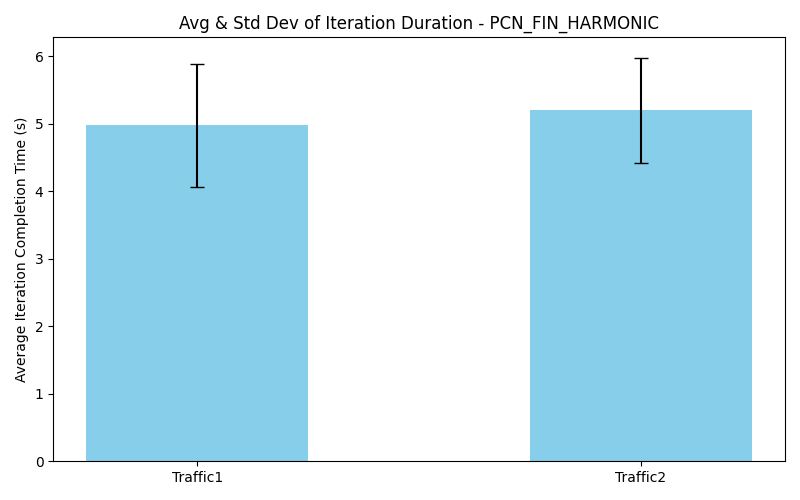 Avg & Std Dev of Iteration Duration - PCN_FIN_HARMONIC
Average Iteration Completion Time (s)
6
5
4
3
2
1
0
Traffic1
Traffic2